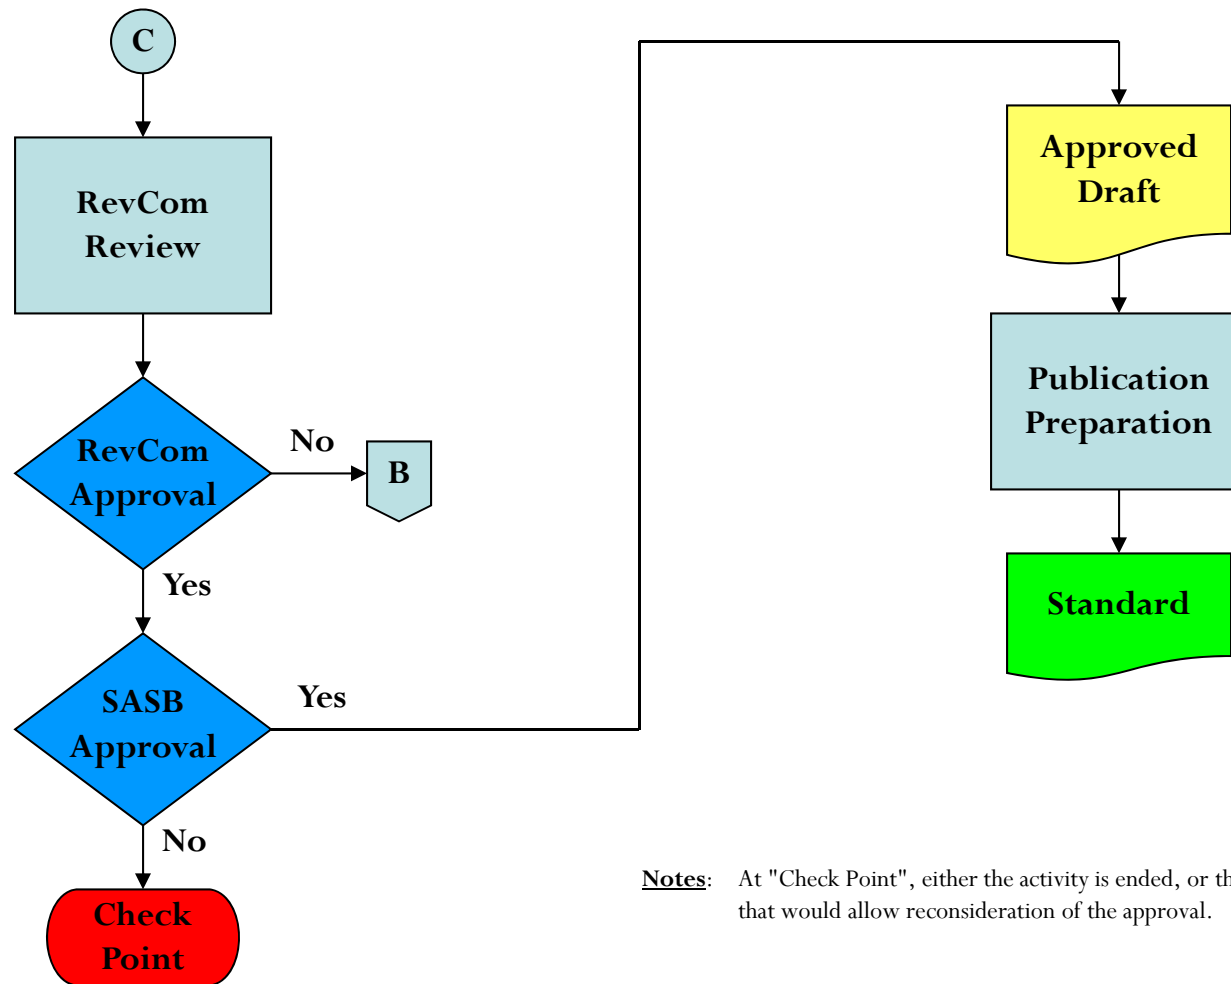 C
RevCom
Review
RevCom
Approval
No
B
Yes
SASB
Approval
Yes
No
Check
Point
Approved
Draft
Publication
Preparation
Standard
Notes: At "Check Point", either the activity is ended, or
that would allow reconsideration of the approval.